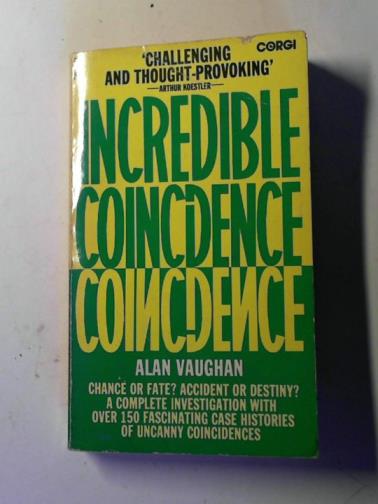 'CHALLENGING
AND THOUGHT-PROVOKING'
—ARTHUR KOESTLER—
CORGI
INCREDIBLE
COINCiDENCE
COINCiDENCE
ALAN VAUGHAN
CHANCE OR FATE? ACCIDENT OR DESTINY?
A COMPLETE INVESTIGATION WITH
OVER 150 FASCINATING CASE HISTORIES
OF UNCANNY COINCIDENCES